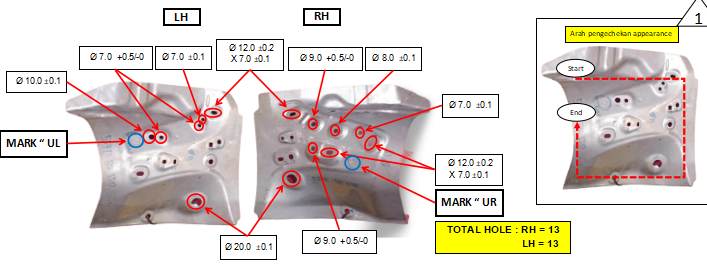 LH
RH
1
Arah pengechekan appearance
Ø 7.0 +0.5/-0
Ø 7.0 ±0.1
Ø 12.0 ±0.2
X 7.0 ±0.1
Ø 9.0 +0.5/-0
Ø 8.0 ±0.1
Start
Ø 10.0 ±0.1
Ø 7.0 ±0.1
End
MARK “ UL
Ø 12.0 ±0.2
X 7.0 ±0.1
MARK “ UR
TOTAL HOLE : RH = 13
LH = 13
Ø 20.0 ±0.1
Ø 9.0 +0.5/-0